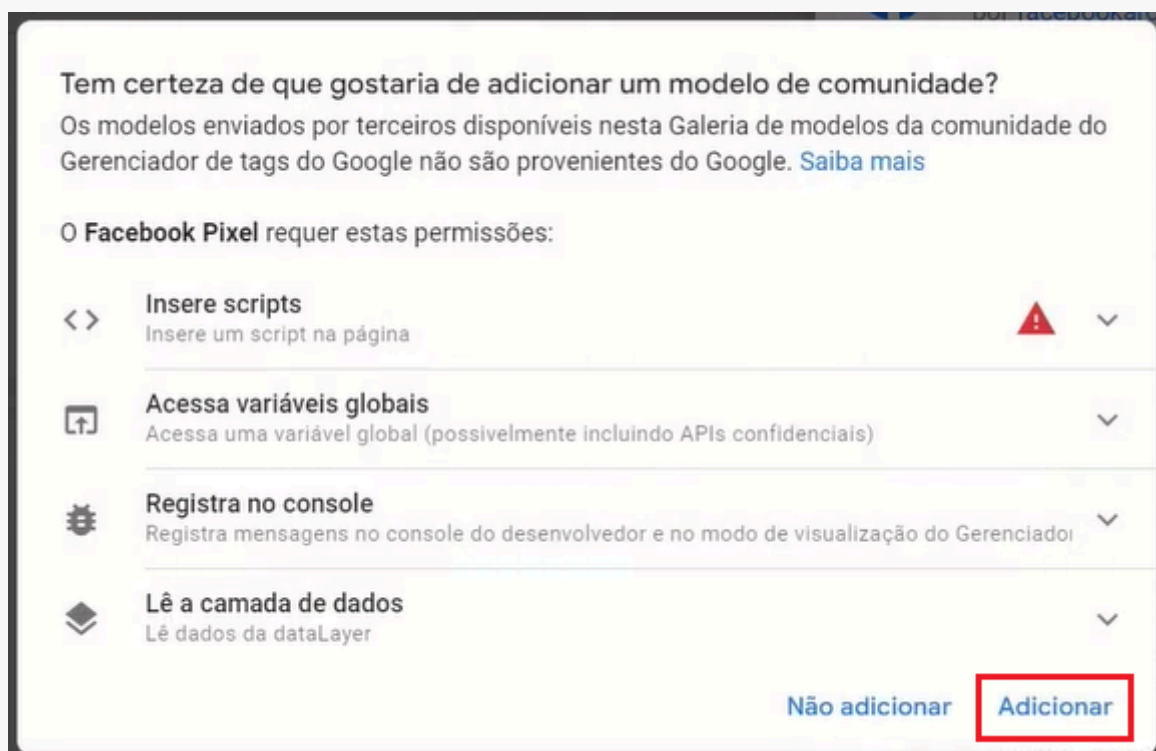 por facebookarc
Tem certeza de que gostaria de adicionar um modelo de comunidade?
Os modelos enviados por terceiros disponíveis nesta Galeria de modelos da comunidade do
Gerenciador de tags do Google não são provenientes do Google. Saiba mais
O Facebook Pixel requer estas permissões:
Insere scripts
Insere um script na página
Acessa variáveis globais
Acessa uma variável global (possivelmente incluindo APIs confidenciais)
Registra no console
Registra mensagens no console do desenvolvedor e no modo de visualização do Gerenciador
Lê a camada de dados
Lê dados da dataLayer
Não adicionar Adicionar